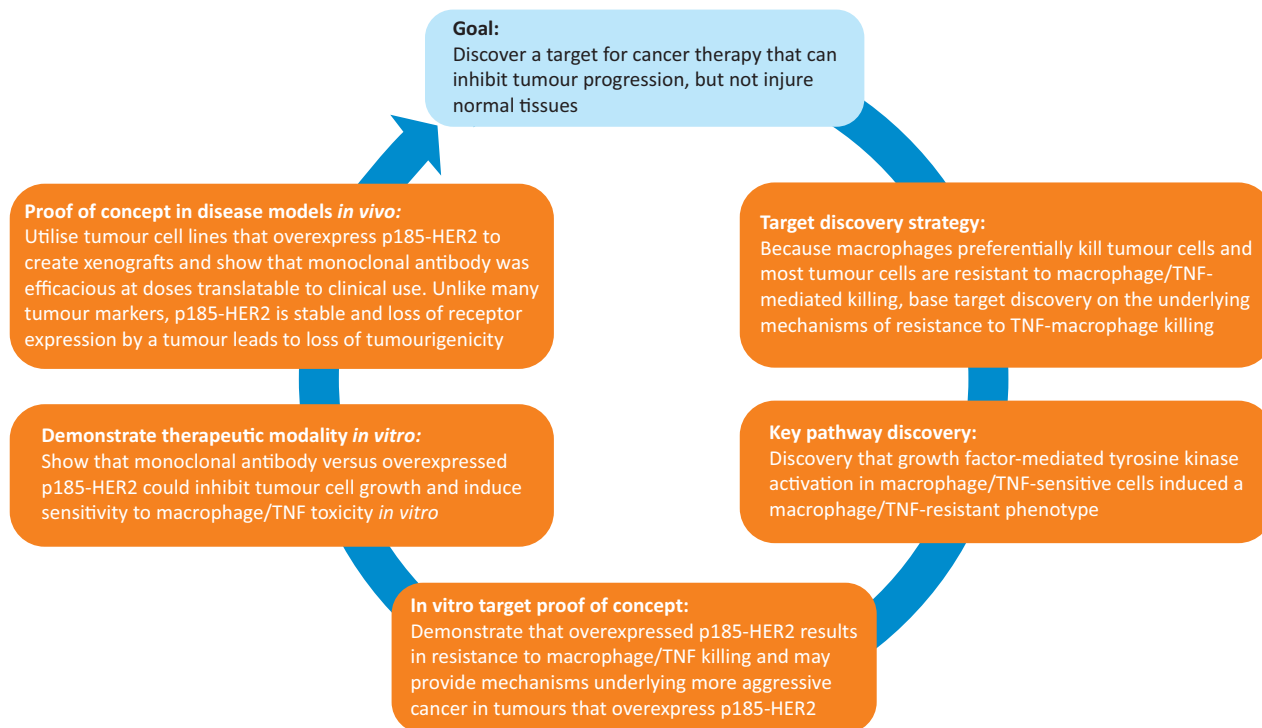 Goal:
Discover a target for cancer therapy that can
inhibit tumour progression, but not injure
normal tissues
Target discovery strategy:
Because macrophages preferentially kill tumour cells and
most tumour cells are resistant to macrophage/TNF-
mediated killing, base target discovery on the underlying
mechanisms of resistance to TNF-macrophage killing
Key pathway discovery:
Discovery that growth factor-mediated tyrosine kinase
activation in macrophage/TNF-sensitive cells induced a
macrophage/TNF-resistant phenotype
In vitro target proof of concept:
Demonstrate that overexpressed p185-HER2 results
in resistance to macrophage/TNF killing and may
provide mechanisms underlying more aggressive
cancer in tumours that overexpress p185-HER2
Demonstrate therapeutic modality in vitro:
Show that monoclonal antibody versus overexpressed
p185-HER2 could inhibit tumour cell growth and induce
sensitivity to macrophage/TNF toxicity in vitro
Proof of concept in disease models in vivo:
Utilise tumour cell lines that overexpress p185-HER2 to
create xenografts and show that monoclonal antibody was
efficacious at doses translatable to clinical use. Unlike many
tumour markers, p185-HER2 is stable and loss of receptor
expression by a tumour leads to loss of tumourigenicity